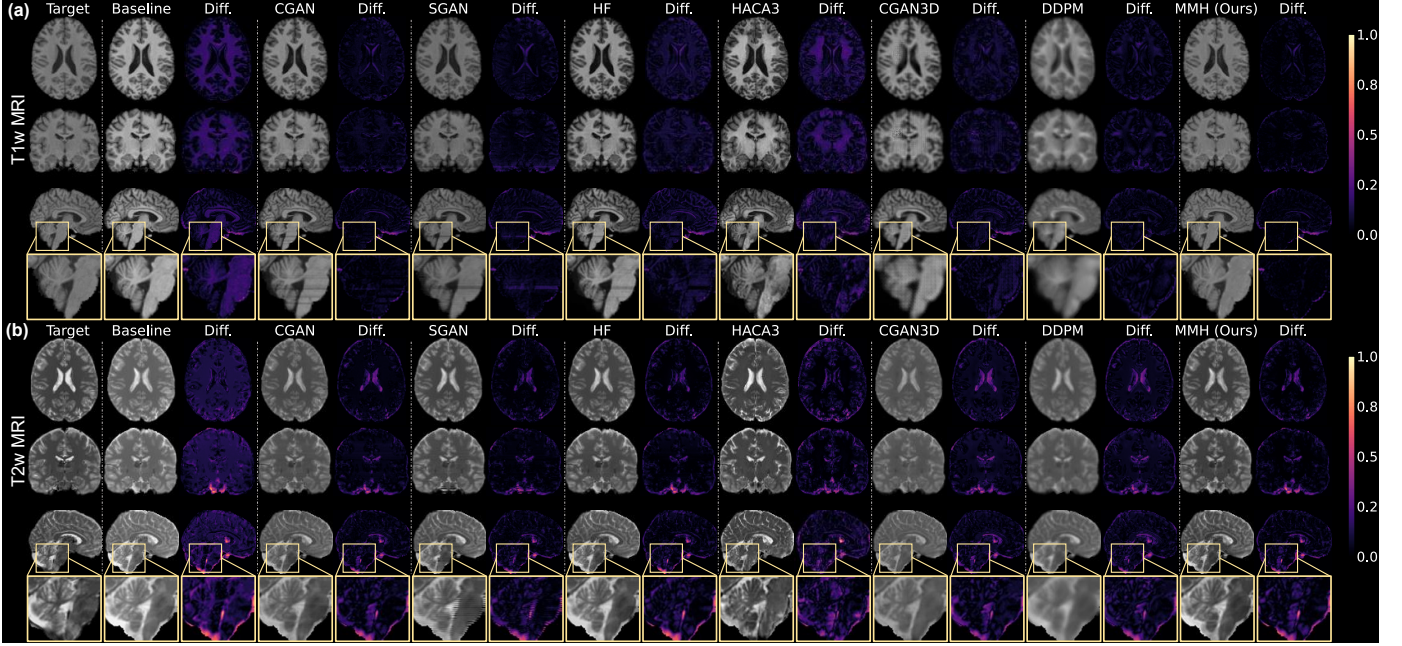 (a) Target Baseline Diff. CGAN Diff. SGAN Diff. HF Diff. HACA3 Diff. CGAN3D Diff. DDPM Diff. MMH (Ours) Diff.
T1w MRI
1.0
0.8
0.5
0.2
0.0
(b) Target Baseline Diff. CGAN Diff. SGAN Diff. HF Diff. HACA3 Diff. CGAN3D Diff. DDPM Diff. MMH (Ours) Diff.
T2w MRI
1.0
0.8
0.5
0.2
0.0